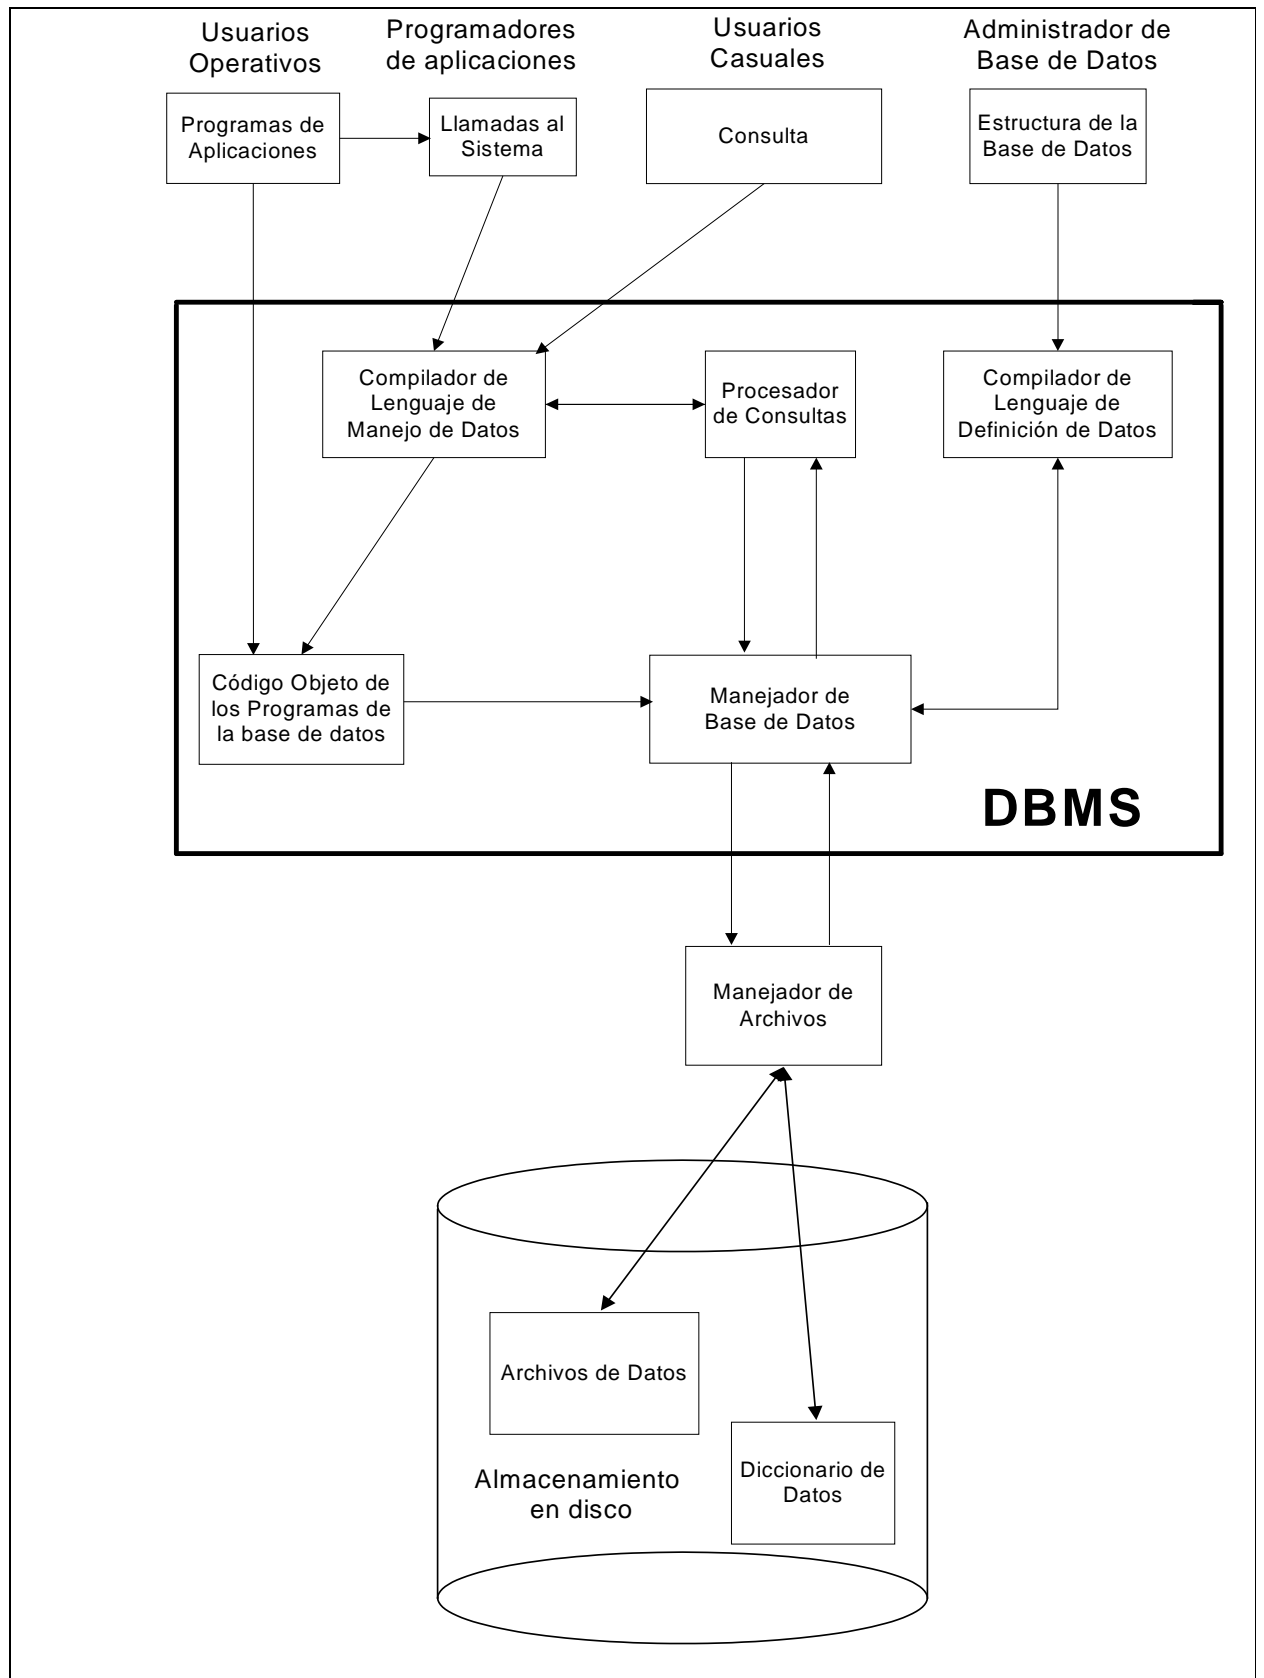 Usuarios
Operativos
Programadores
de aplicaciones
Usuarios
Casuales
Administrador de
Base de Datos
Programas de
Aplicaciones
Llamadas al
Sistema
Consulta
Estructura de la
Base de Datos
Compilador de
Lenguaje de
Manejo de Datos
Procesador
de Consultas
Compilador de
Lenguaje de
Definición de Datos
Código Objeto de
los Programas de
la base de datos
Manejador de
Base de Datos
DBMS
Manejador de
Archivos
Archivos de Datos
Almacenamiento
en disco
Diccionario de
Datos